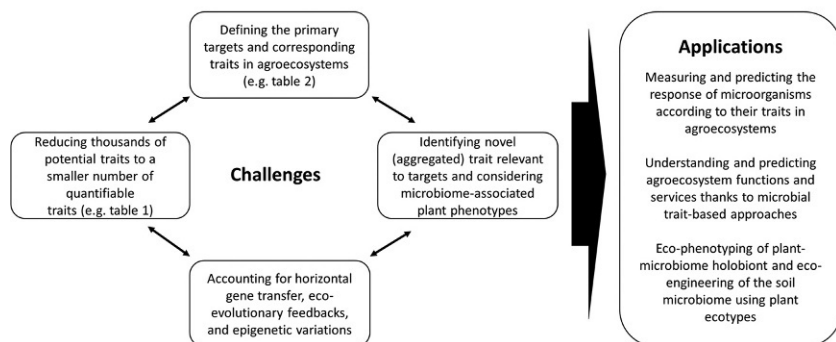 Defining the primary
targets and corresponding
traits in agroecosystems
(e.g. table 2)
Reducing thousands of
potential traits to a
smaller number of
quantifiable
traits (e.g. table 1)
Challenges
Identifying novel
(aggregated) trait relevant
to targets and considering
microbiome-associated
plant phenotypes
Accounting for horizontal
gene transfer, eco-
evolutionary feedbacks,
and epigenetic variations
Applications
Measuring and predicting the
response of microorganisms
according to their traits in
agroecosystems
Understanding and predicting
agroecosystem functions and
services thanks to microbial
trait-based approaches
Eco-phenotyping of plant-
microbiome holobiont and eco-
engineering of the soil
microbiome using plant
ecotypes